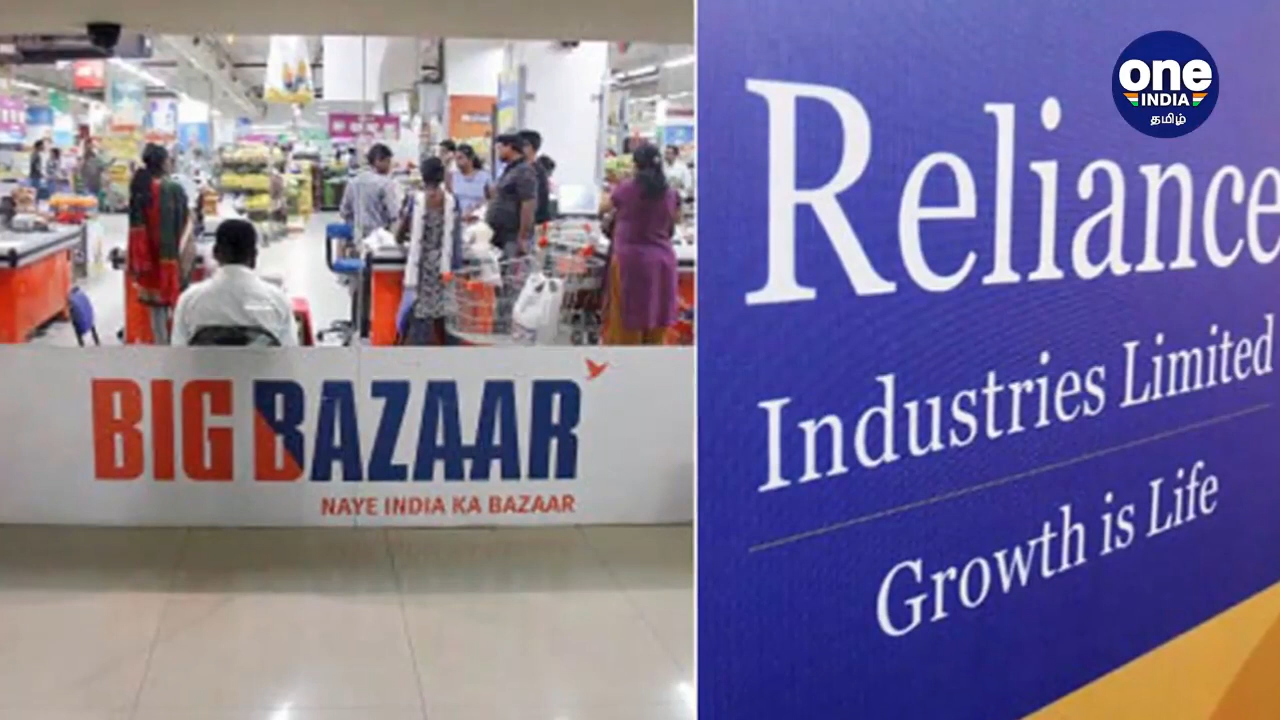 BIG BAZAAR
NAYE INDIA KA BAZAAR
Reliance
Industries Limited
Growth is Life
one
INDIA
தமிழ்